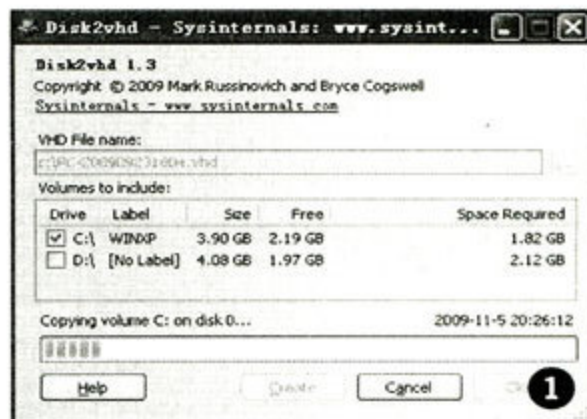 Disk2vhd - Sysinternals: www.sysint...
Disk2vhd 1.3
Copyright © 2009 Mark Russinovich and Bryce Cogswell
Sysinternals - www sysinternals com
VHD File name:
Volumes to include:
Drive Label Size Free Space Required
C:\ WINXP 3.90 GB 2.19 GB 1.82 GB
D:\ [No Label] 4.08 GB 1.97 GB 2.12 GB
Copying volume C: on disk 0... 2009-11-5 20:26:12
Help Create Cancel
1